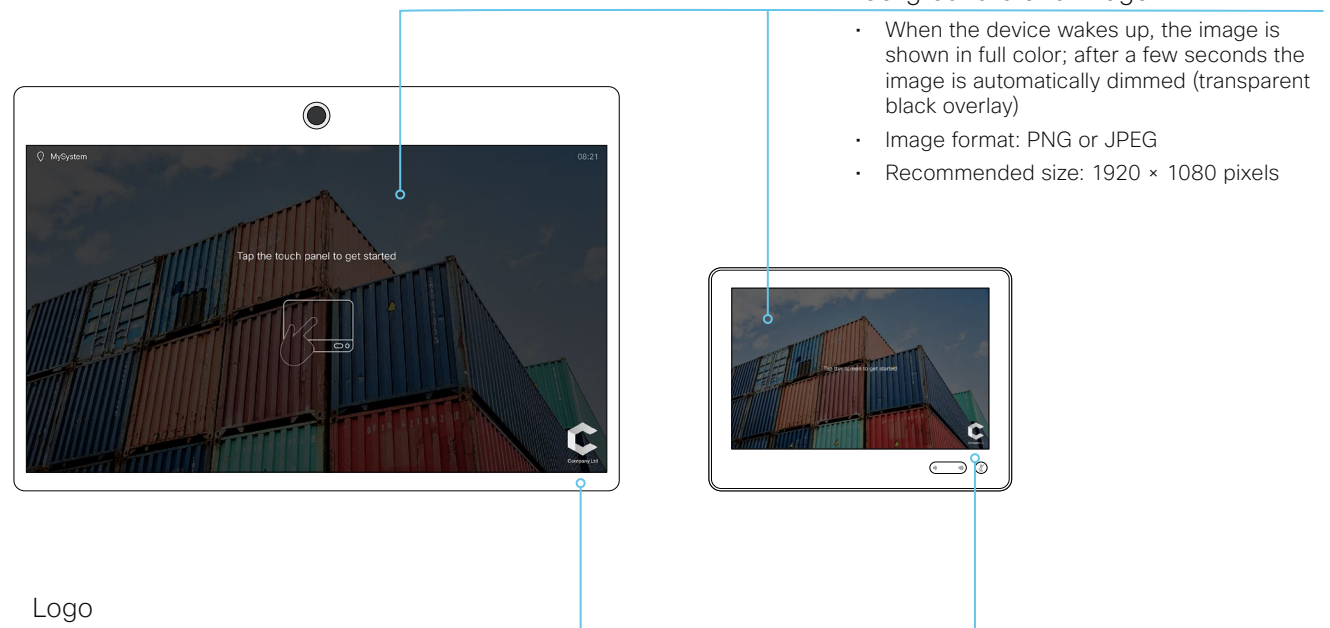 When the device wakes up, the image is
shown in full color; after a few seconds the
image is automatically dimmed (transparent
black overlay)
Image format: PNG or JPEG
Recommended size: 1920 × 1080 pixels
MySystem
08:21
Tap the touch panel to get started
Company Ltd
Tap the screen to get started
Logo